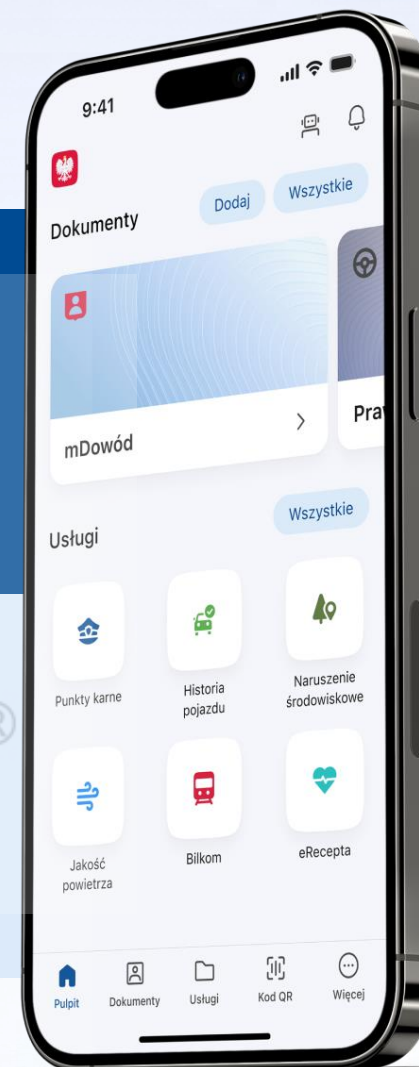 9:41
Dokumenty
Dodaj
Wszystkie
mDowód
Usługi
Wszystkie
Punkty karne
Historia
pojazdu
Naruszenie
środowiskowe
Jakość
powietrza
Bilkom
eRecepta
Pulpit
Dokumenty
Usługi
Kod QR
Więcej